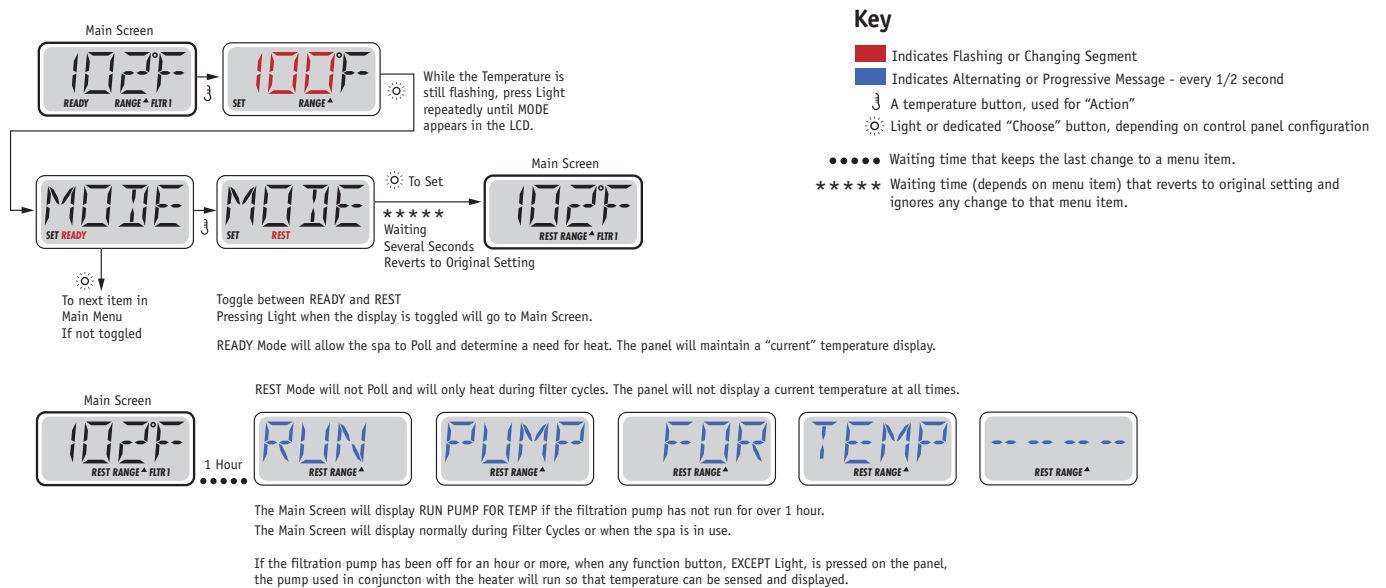 Main Screen
102°F
READY RANGE FLTR1
100°F
SET RANGE
While the Temperature is
still flashing, press Light
repeatedly until MODE
appears in the LCD.
Key
Indicates Flashing or Changing Segment
Indicates Alternating or Progressive Message - every 1/2 second
A temperature button, used for “Action”
Light or dedicated “Choose” button, depending on control panel configuration
••••• Waiting time that keeps the last change to a menu item.
***** Waiting time (depends on menu item) that reverts to original setting and
ignores any change to that menu item.
MODE
SET READY
MODE
SET REST
To Set
*****
Waiting
Several Seconds
Reverts to Original Setting
Main Screen
102°F
REST RANGE FLTR1
To next item in
Main Menu
If not toggled
Toggle between READY and REST
Pressing Light when the display is toggled will go to Main Screen.
READY Mode will allow the spa to Poll and determine a need for heat. The panel will maintain a “current” temperature display.
REST Mode will not Poll and will only heat during filter cycles. The panel will not display a current temperature at all times.
Main Screen
102°F
REST RANGE FLTR1
1 Hour
•••••
RUN
REST RANGE
PUMP
REST RANGE
FOR
REST RANGE
TEMP
REST RANGE
-- -- -- --
REST RANGE
The Main Screen will display RUN PUMP FOR TEMP if the filtration pump has not run for over 1 hour.
The Main Screen will display normally during Filter Cycles or when the spa is in use.
If the filtration pump has been off for an hour or more, when any function button, EXCEPT Light, is pressed on the panel,
the pump used in conjuncton with the heater will run so that temperature can be sensed and displayed.